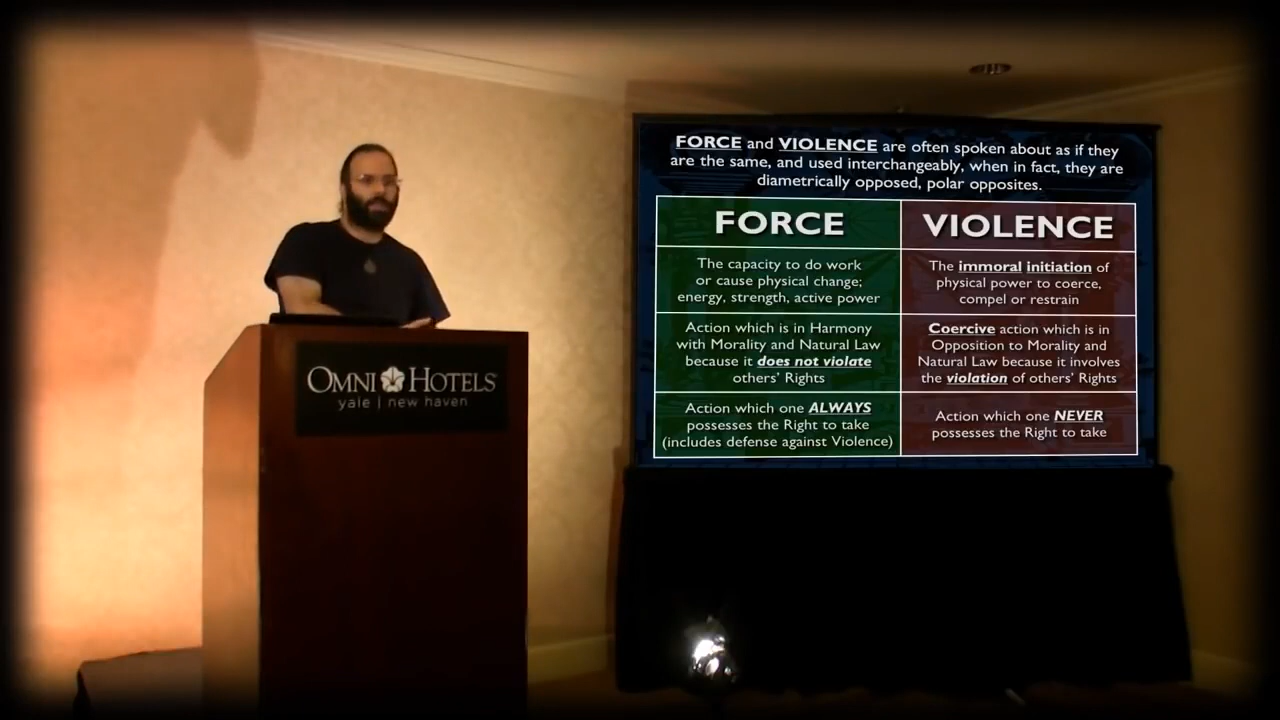 FORCE and VIOLENCE are often spoken about as if they
are the same, and used interchangeably, when in fact, they are
diametrically opposed, polar opposites.
FORCE
The capacity to do work
or cause physical change;
energy, strength, active power
Action which is in Harmony
with Morality and Natural Law
because it does not violate
others' Rights
Action which one ALWAYS
possesses the Right to take
(includes defense against Violence)
VIOLENCE
The immoral initiation of
physical power to coerce,
compel or restrain
Coercive action which is in
Opposition to Morality and
Natural Law because it involves
the violation of others' Rights
Action which one NEVER
possesses the Right to take
OMNI HOTELS
yale | new haven